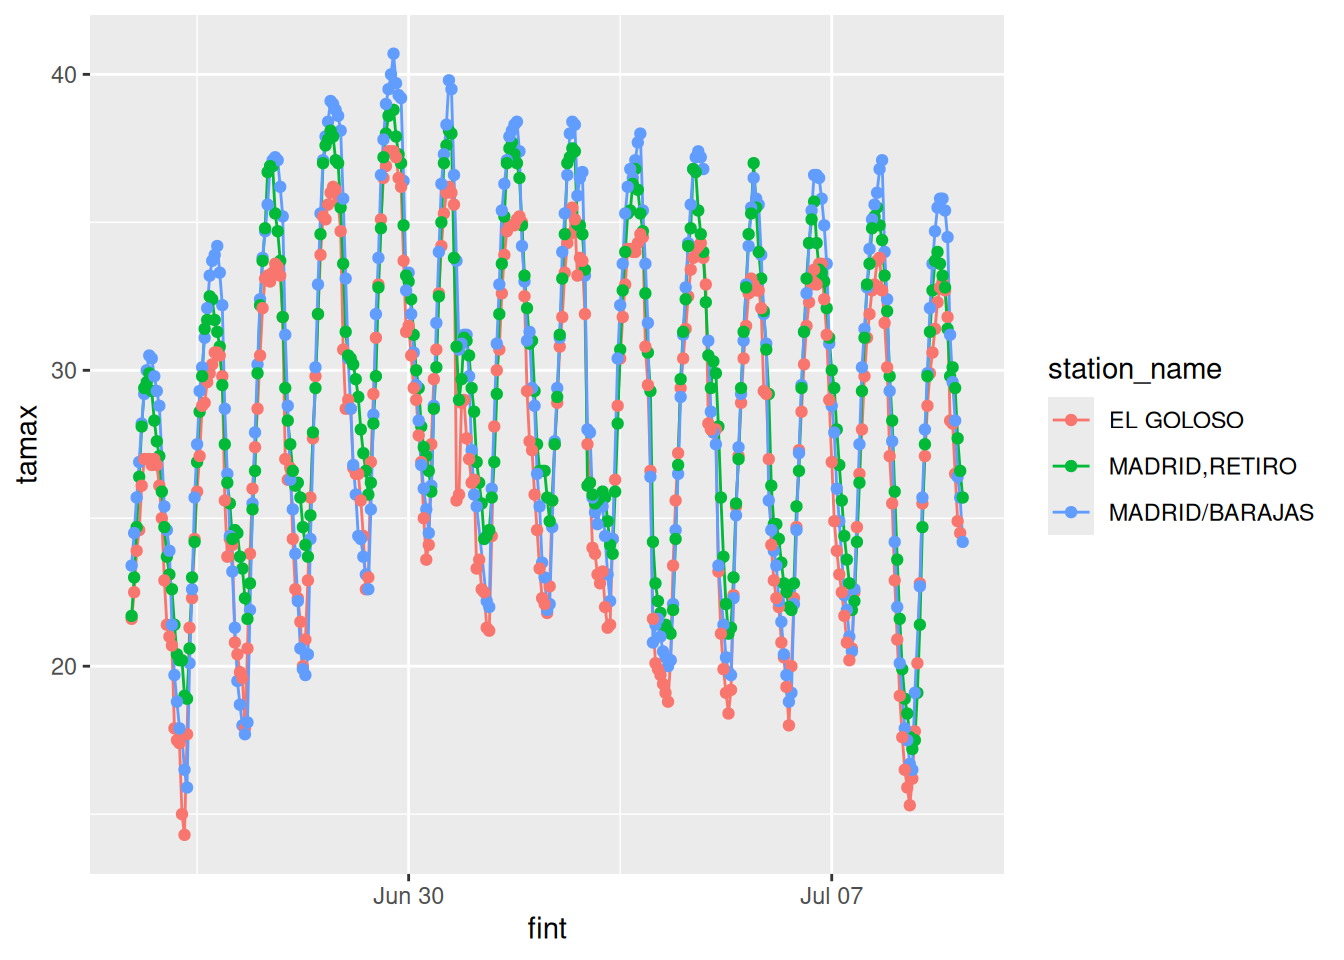 40
30
20
tamax
Jun 30
Jul 07
fint
station_name
EL GOLOSO
MADRID,RETIRO
MADRID/BARAJAS